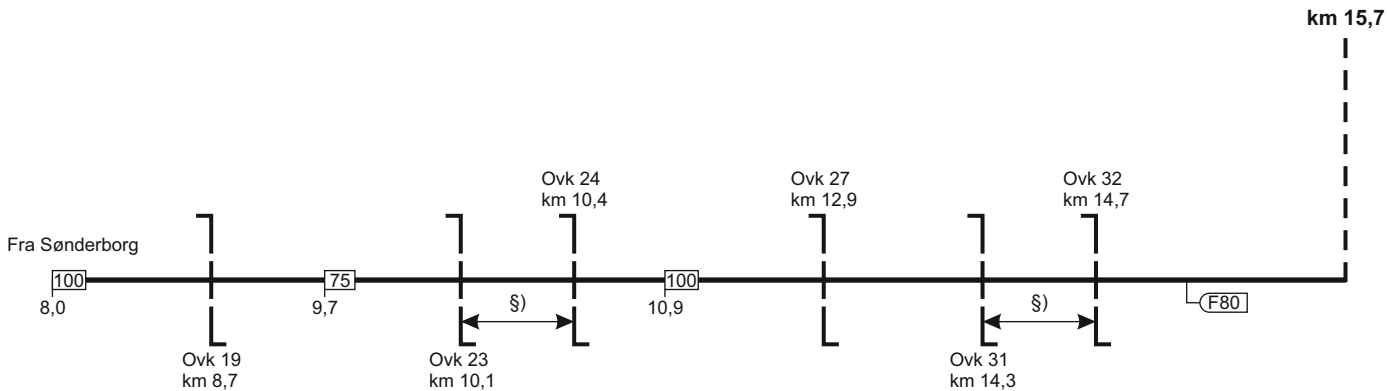 km 15,7
Ovk 24
km 10,4
Ovk 27
km 12,9
Ovk 32
km 14,7
Fra Sønderborg
100
75
100
8,0
9,7
§)
10,9
§)
F80
Ovk 19
km 8,7
Ovk 23
km 10,1
Ovk 31
km 14,3